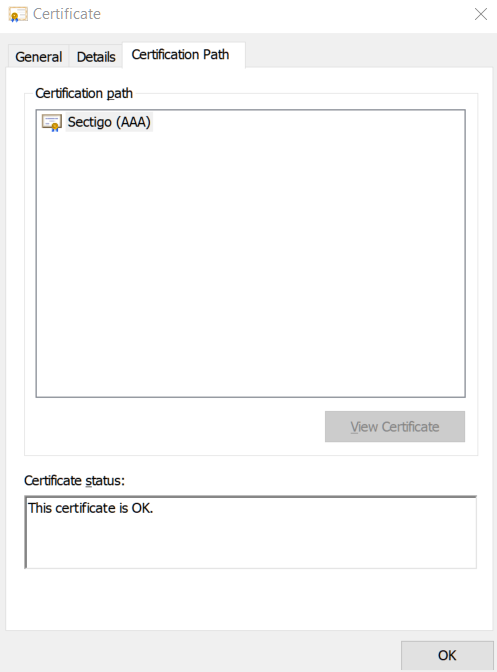 Certificate
General
Details
Certification Path
Certification path
Sectigo (AAA)
View Certificate
Certificate status:
This certificate is OK.
OK